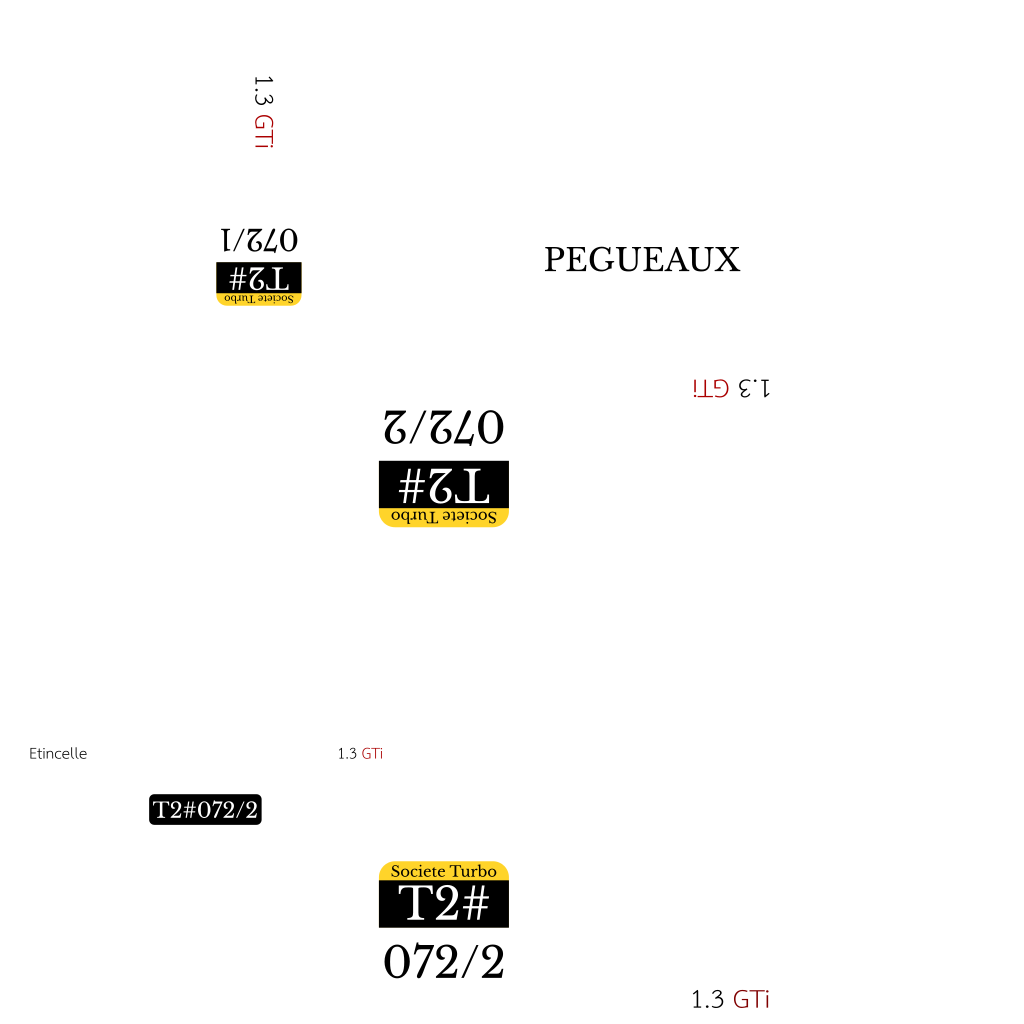 1.3 GTi
072/1
T2#
Societe Turbo
PEGUEAUX
1.3 GTi
072/2
T2#
Societe Turbo
Etincelle
1.3 GTi
T2#072/2
Societe Turbo
T2#
072/2
1.3 GTi